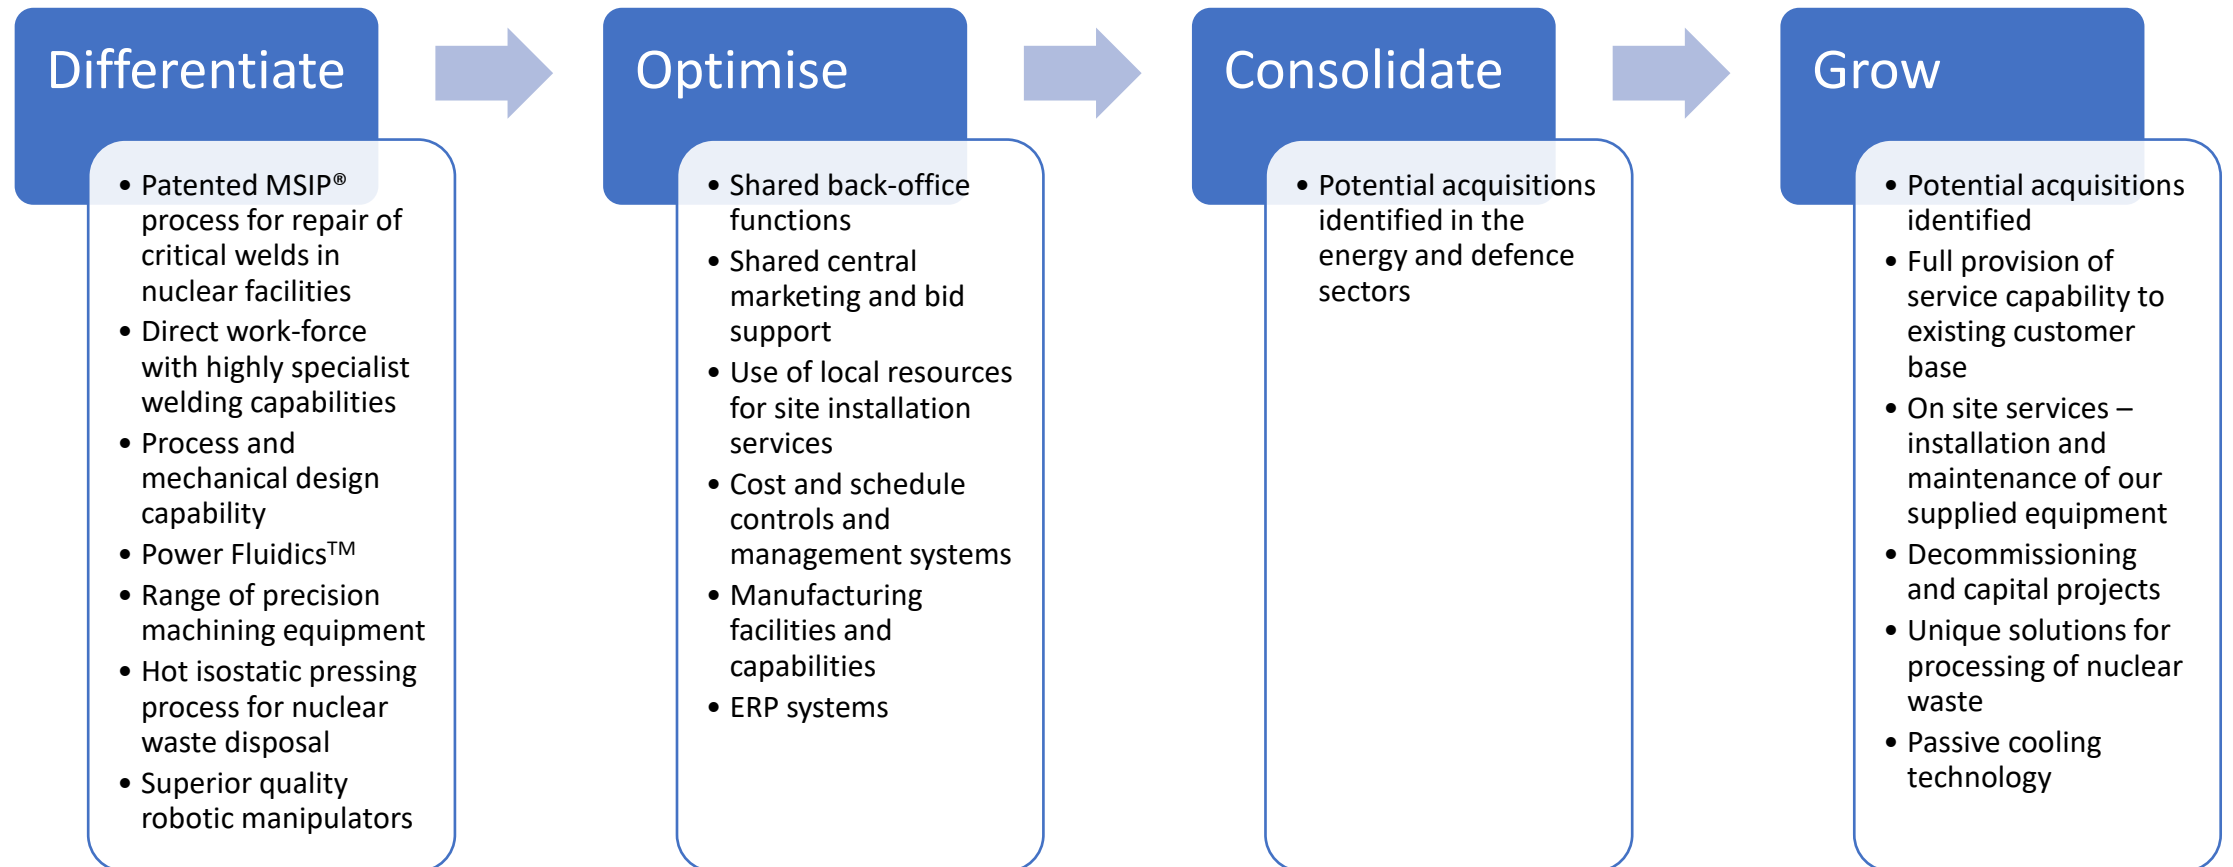 Differentiate
• Patented MSIP®
process for repair of
critical welds in
nuclear facilities
• Direct work-force
with highly specialist
welding capabilities
• Process and
mechanical design
capability
• Power Fluidics™
• Range of precision
machining equipment
• Hot isostatic pressing
process for nuclear
waste disposal
• Superior quality
robotic manipulators
Optimise
• Shared back-office
functions
• Shared central
marketing and bid
support
• Use of local resources
for site installation
services
• Cost and schedule
controls and
management systems
• Manufacturing
facilities and
capabilities
• ERP systems
Consolidate
• Potential acquisitions
identified in the
energy and defence
sectors
Grow
• Potential acquisitions
identified
• Full provision of
service capability to
existing customer
base
• On site services –
installation and
maintenance of our
supplied equipment
• Decommissioning
and capital projects
• Unique solutions for
processing of nuclear
waste
• Passive cooling
technology